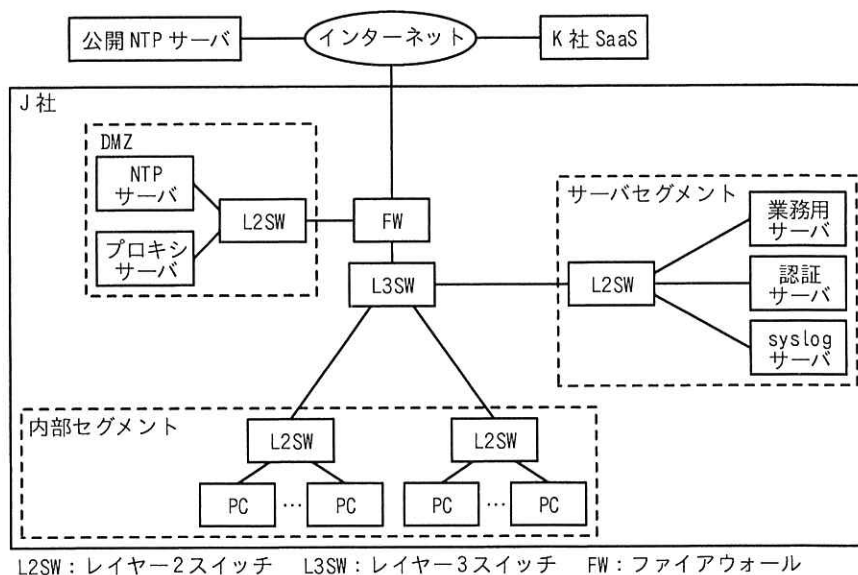 公開NTPサーバ
インターネット
K社SaaS
J社
DMZ
NTP
サーバ
プロキシ
サーバ
L2SW
FW
L3SW
サーバセグメント
L2SW
業務用
サーバ
認証
サーバ
syslog
サーバ
内部セグメント
L2SW
L2SW
PC … PC
PC … PC
L2SW：レイヤー2スイッチ L3SW：レイヤー3スイッチ FW：ファイアウォール